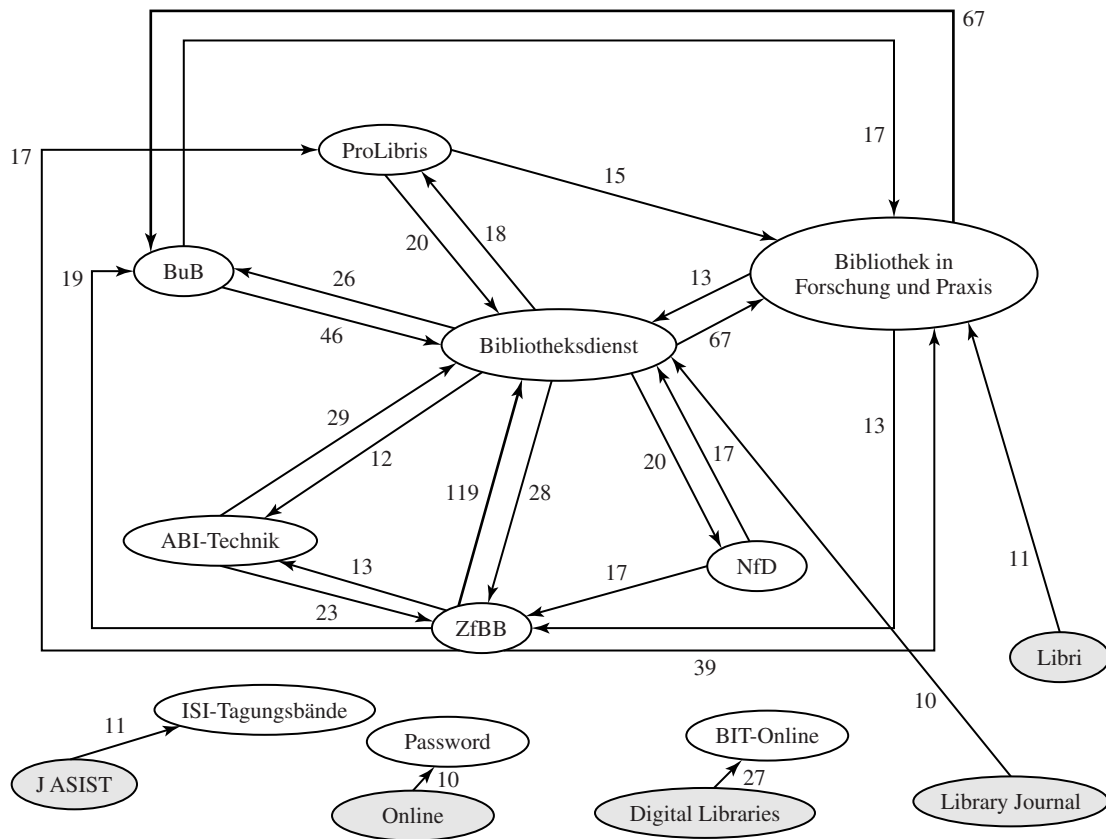 67
17
ProLibris
17
15
20
18
19
BuB
26
13
Bibliothek in
Forschung und Praxis
46
Bibliotheksdienst
67
29
12
13
119
28
20
17
ABI-Technik
13
17
NfD
11
23
ZfBB
39
Libri
11
ISI-Tagungsbände
10
Password
BIT-Online
J ASIST
10
27
Online
Digital Libraries
Library Journal